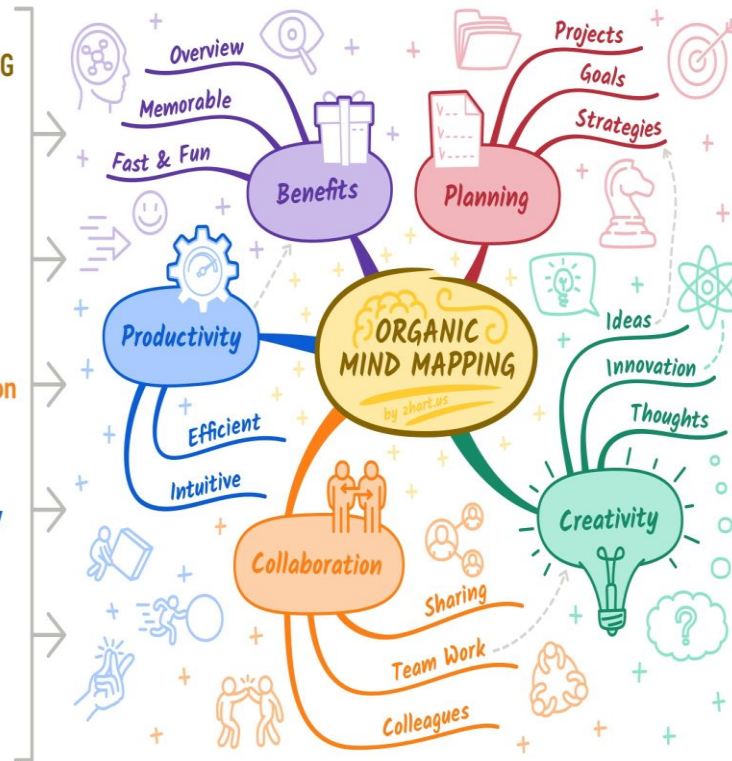 G
on
y
Overview
Memorable
Fast & Fun
Benefits
Projects
Goals
Strategies
Planning
Productivity
Efficient
Intuitive
ORGANIC
MIND MAPPING
by 2hart.us
Ideas
Innovation
Thoughts
Creativity
Collaboration
Sharing
Team Work
Colleagues
?